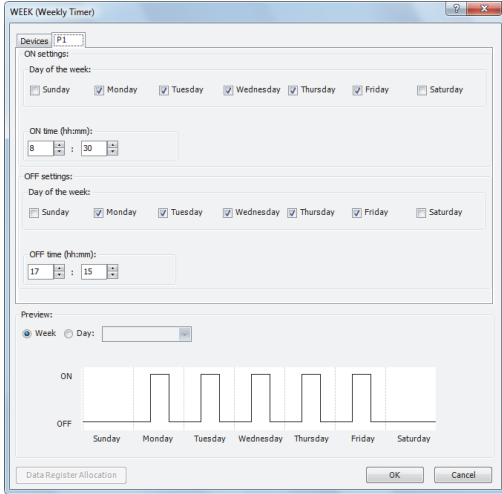 WEEK (Weekly Timer)
Devices P1
ON settings:
Day of the week:
Sunday Monday Tuesday Wednesday Thursday Friday Saturday
ON time (hh:mm):
8 : 30
OFF settings:
Day of the week:
Sunday Monday Tuesday Wednesday Thursday Friday Saturday
OFF time (hh:mm):
17 : 15
Preview:
Week Day:
ON
OFF
Sunday Monday Tuesday Wednesday Thursday Friday Saturday
Data Register Allocation OK Cancel